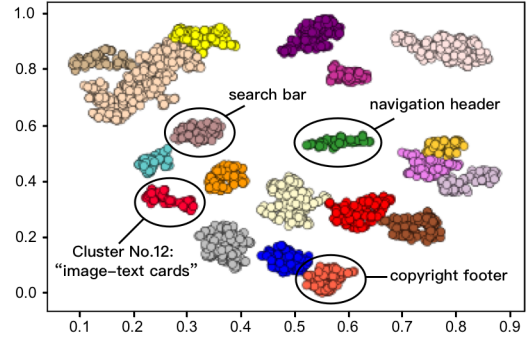 1.0
0.8
0.6
0.4
0.2
0.0
search bar
navigation header
Cluster No.12:
“image-text cards”
copyright footer
0.1 0.2 0.3 0.4 0.5 0.6 0.7 0.8 0.9